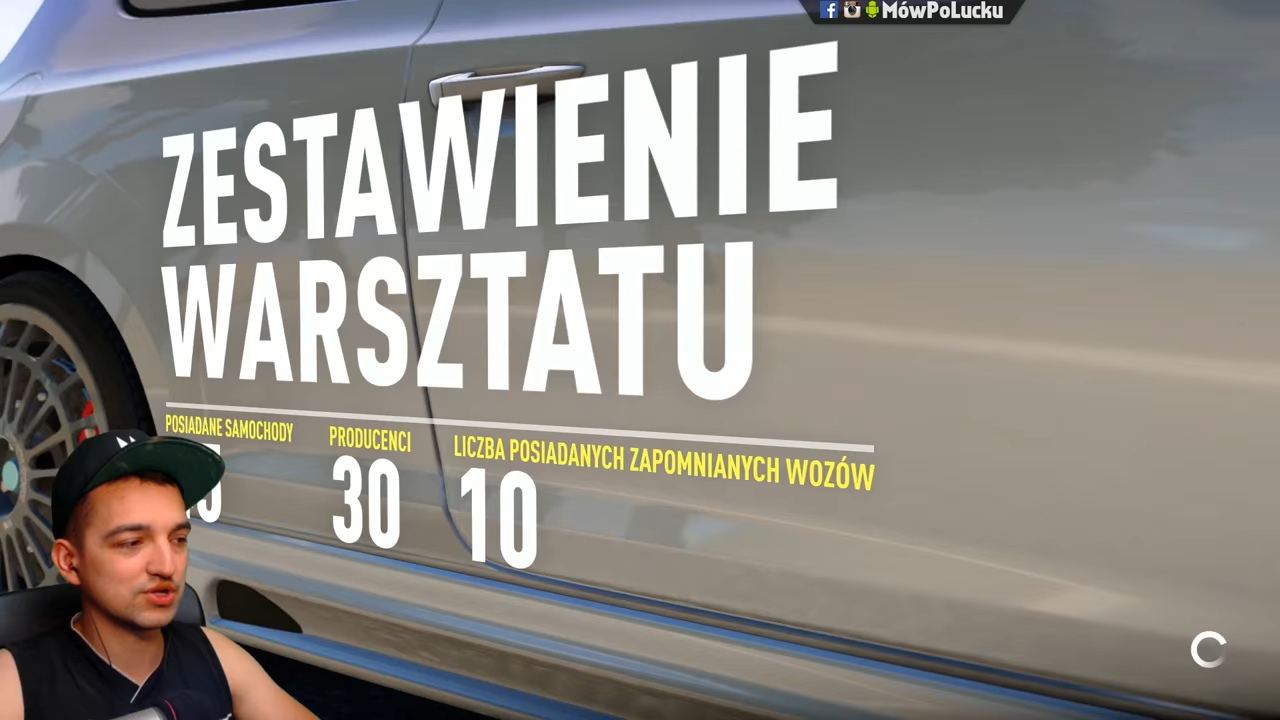 MówPoLucku
ZESTAWIENIE
WARSZTATU
POSIADANE SAMOCHODY PRODUCENCI LICZBA POSIADANYCH ZAPOMNIANYCH WOZÓW
30 10